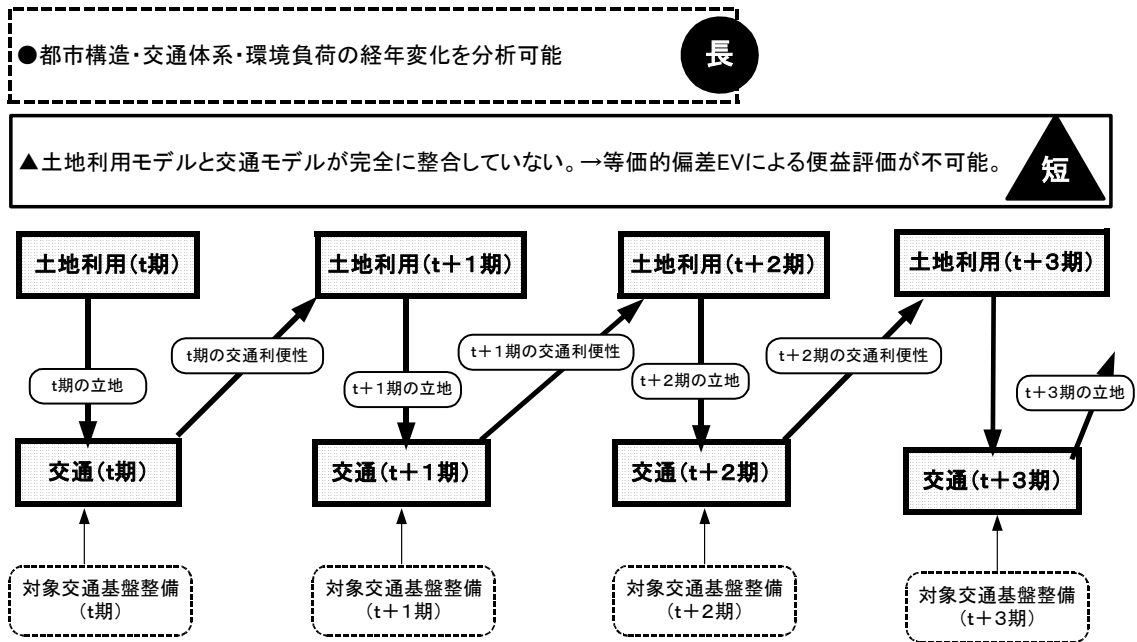 ●都市構造・交通体系・環境負荷の経年変化を分析可能
長
▲土地利用モデルと交通モデルが完全に整合していない。→等価的偏差EVによる便益評価が不可能。
短
土地利用(t期)
土地利用(t+1期)
土地利用(t+2期)
土地利用(t+3期)
t期の交通利便性
t+1期の交通利便性
t+2期の交通利便性
t期の立地
t+1期の立地
t+2期の立地
t+3期の立地
交通(t期)
交通(t+1期)
交通(t+2期)
交通(t+3期)
対象交通基盤整備
(t期)
対象交通基盤整備
(t+1期)
対象交通基盤整備
(t+2期)
対象交通基盤整備
(t+3期)